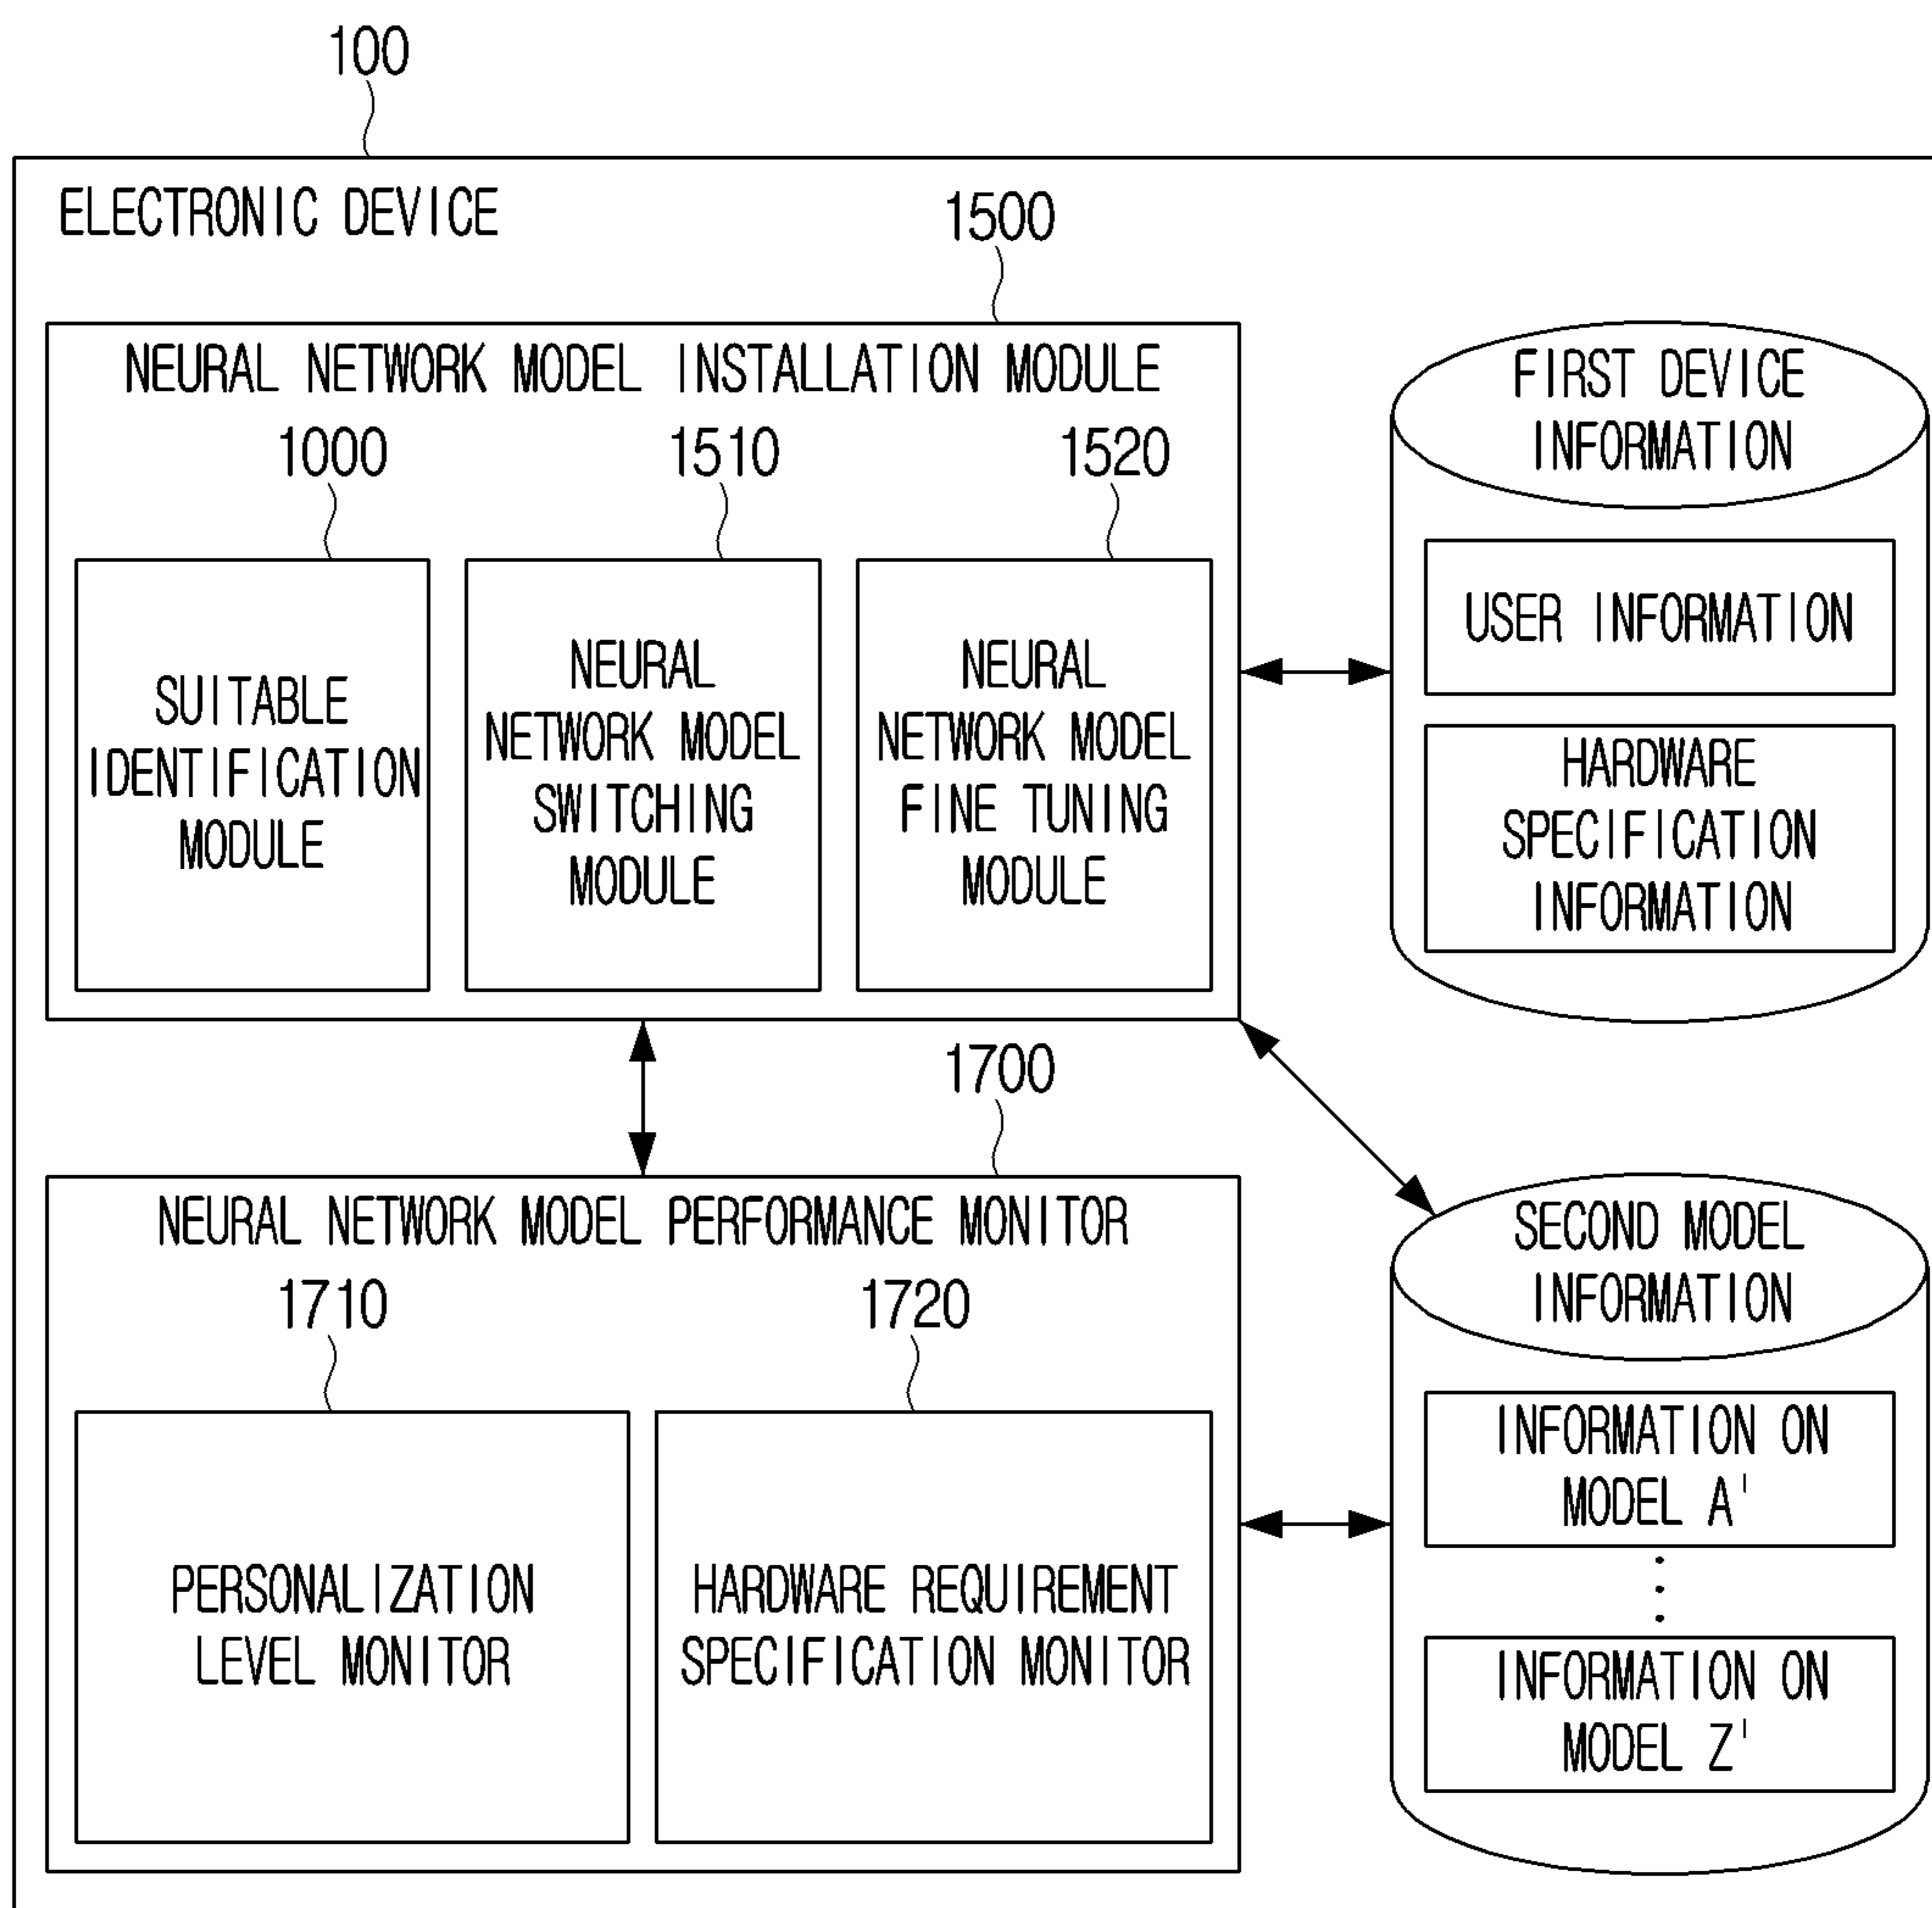 100
ELECTRONIC DEVICE
1500
NEURAL NETWORK MODEL INSTALLATION MODULE
1000
1510
1520
SUITABLE
IDENTIFICATION
MODULE
NEURAL
NETWORK MODEL
SWITCHING
MODULE
NEURAL
NETWORK MODEL
FINE TUNING
MODULE
FIRST DEVICE
INFORMATION
USER INFORMATION
HARDWARE
SPECIFICATION
INFORMATION
1700
NEURAL NETWORK MODEL PERFORMANCE MONITOR
1710
1720
PERSONALIZATION
LEVEL MONITOR
HARDWARE REQUIREMENT
SPECIFICATION MONITOR
SECOND MODEL
INFORMATION
INFORMATION ON
MODEL A'
INFORMATION ON
MODEL Z'